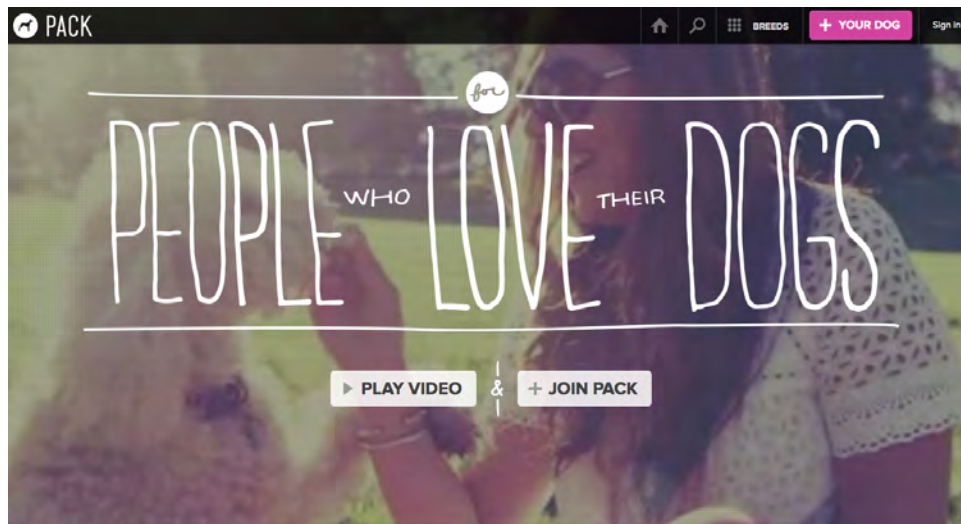 PACK
BREEDS
+ YOUR DOG
Sign in
for
PEOPLE WHO LOVE THEIR DOGS
PLAY VIDEO
&
+ JOIN PACK